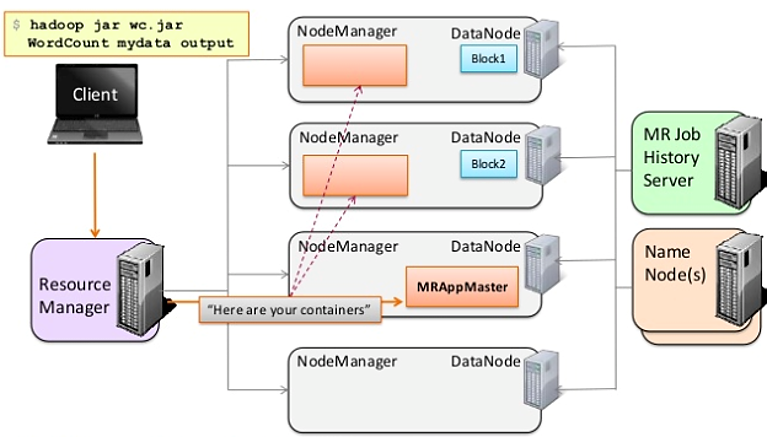 $ hadoop jar wc.jar
WordCount mydata output
Client
Resource
Manager
NodeManager
DataNode
Block1
NodeManager
DataNode
Block2
NodeManager
DataNode
MRAppMaster
"Here are your containers"
NodeManager
DataNode
MR Job
History
Server
Name
Node(s)